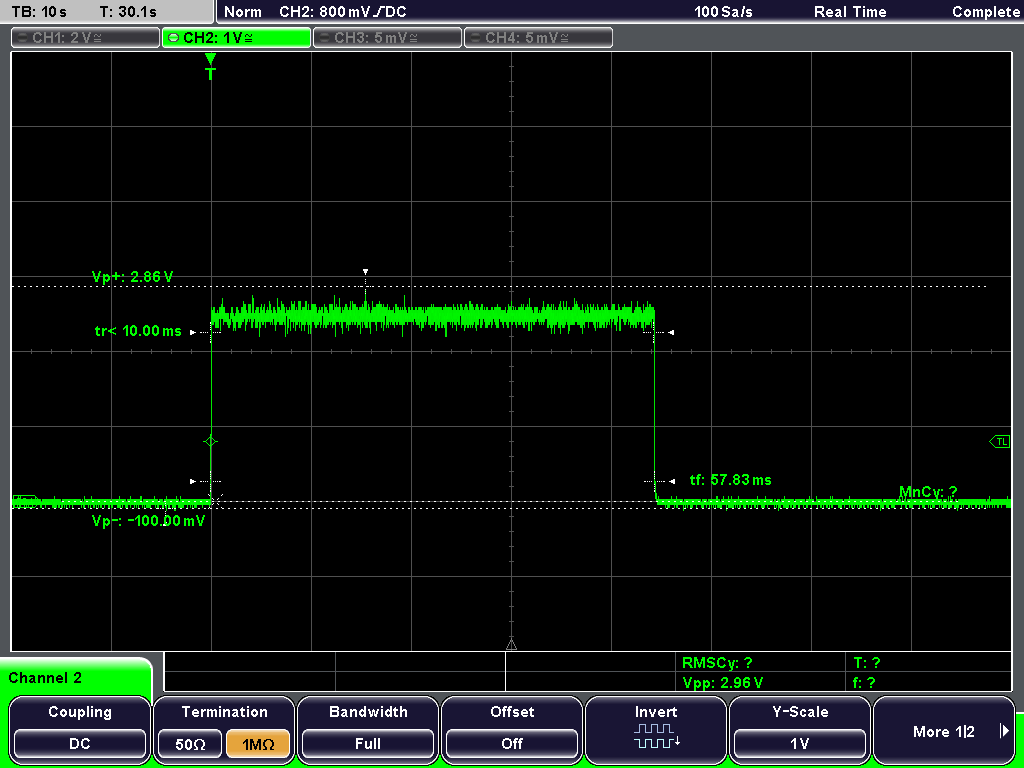 TB: 10 s T: 30.1 s Norm CH2: 800 mV DC 100 Sa/s Real Time Complete
CH1: 2 V≅ CH2: 1 V≅ CH3: 5 mV≅ CH4: 5 mV≅
T
Vp+: 2.86 V
tr< 10.00 ms
TL
tf: 57.83 ms
MnCy: ?
Vp-: -100.00 mV
RMSCy: ? T: ?
Vpp: 2.96 V f: ?
Channel 2
Coupling Termination Bandwidth Offset Invert Y-Scale More 1|2
DC 50Ω 1MΩ Full Off 1 V